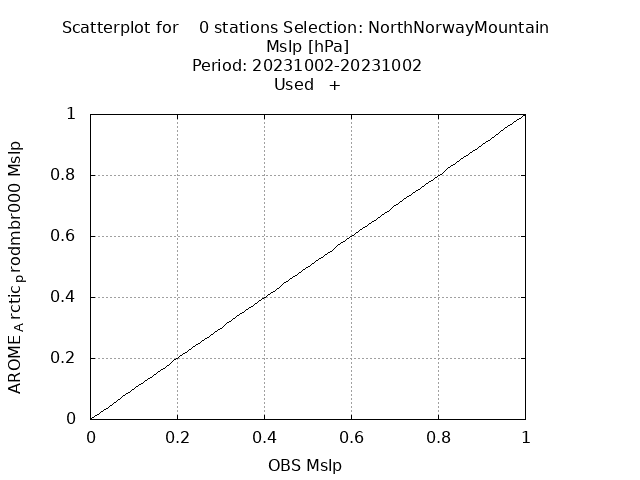 Scatterplot for    0 stations Selection: NorthNorwayMountain
Mslp [hPa]
Period: 20231002-20231002
Used   +
AROME_Arctic_prodmbr000 Mslp
1
0.8
0.6
0.4
0.2
0
0 0.2 0.4 0.6 0.8 1
OBS Mslp